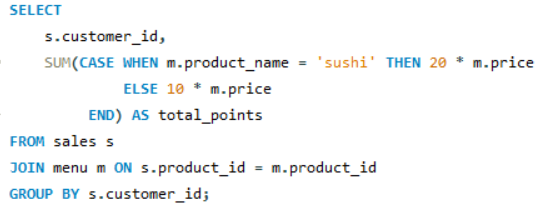 SELECT
s.customer_id,
SUM(CASE WHEN m.product_name = 'sushi' THEN 20 * m.price
ELSE 10 * m.price
END) AS total_points
FROM sales s
JOIN menu m ON s.product_id = m.product_id
GROUP BY s.customer_id;